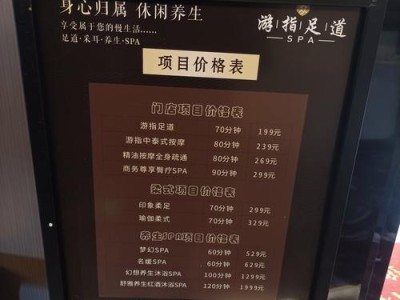 身心归属 休闲养生
享受属于您的慢生活......
足道·采耳·养生·SPA
游指足道
SPA
项目价格表
门店项目价格表
游指足道 70分钟 199元
游指中泰式按摩 80分钟 239元
精油按摩全身疏通 80分钟 269元
商务尊享餐疗SPA 90分钟 299元
柔式项目价格表
印象柔足 70分钟 299元
瑜伽柔式 70分钟 329元
养生SPA项目价格表
梦幻SPA 60分钟 529元
名媛SPA 60分钟 629元
幻想养生沐浴SPA 100分钟 1299元
舒雅养生红酒沐浴SPA 120分钟 1999元